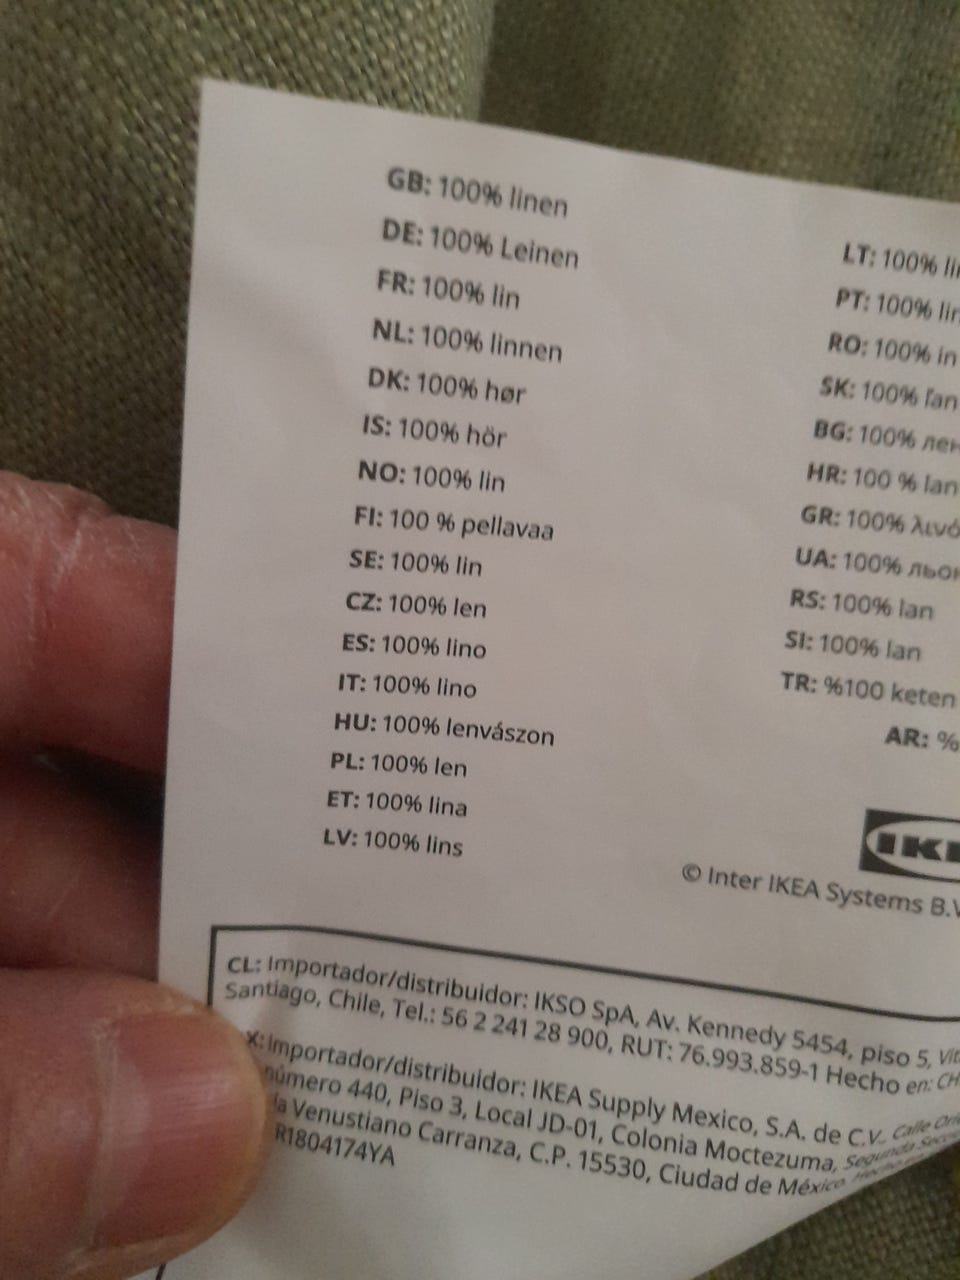 GB: 100% linen
DE: 100% Leinen
FR: 100% lin
NL: 100% linnen
DK: 100% hør
IS: 100% hör
NO: 100% lin
FI: 100 % pellavaa
SE: 100% lin
CZ: 100% len
ES: 100% lino
IT: 100% lino
HU: 100% lenvászon
PL: 100% len
ET: 100% lina
LV: 100% lins
LT: 100%
PT: 100%
RO: 100% in
SK: 100% ľan
BG: 100%
HR: 100 % lan
GR: 100%
UA: 100%
RS: 100% lan
SI: 100% lan
TR: %100 keten
AR: %
© Inter IKEA Systems B.V
CL: Importador/distribuidor: IKSO SpA, Av. Kennedy 5454, piso 5,
Santiago, Chile, Tel.: 56 2 241 28 900, RUT: 76.993.859-1 Hecho en:
X: Importador/distribuidor: IKEA Supply Mexico, S.A. de C.V. Calle
número 440, Piso 3, Local JD-01, Colonia Moctezuma, Segunda
Venustiano Carranza, C.P. 15530, Ciudad de México.
R1804174YA